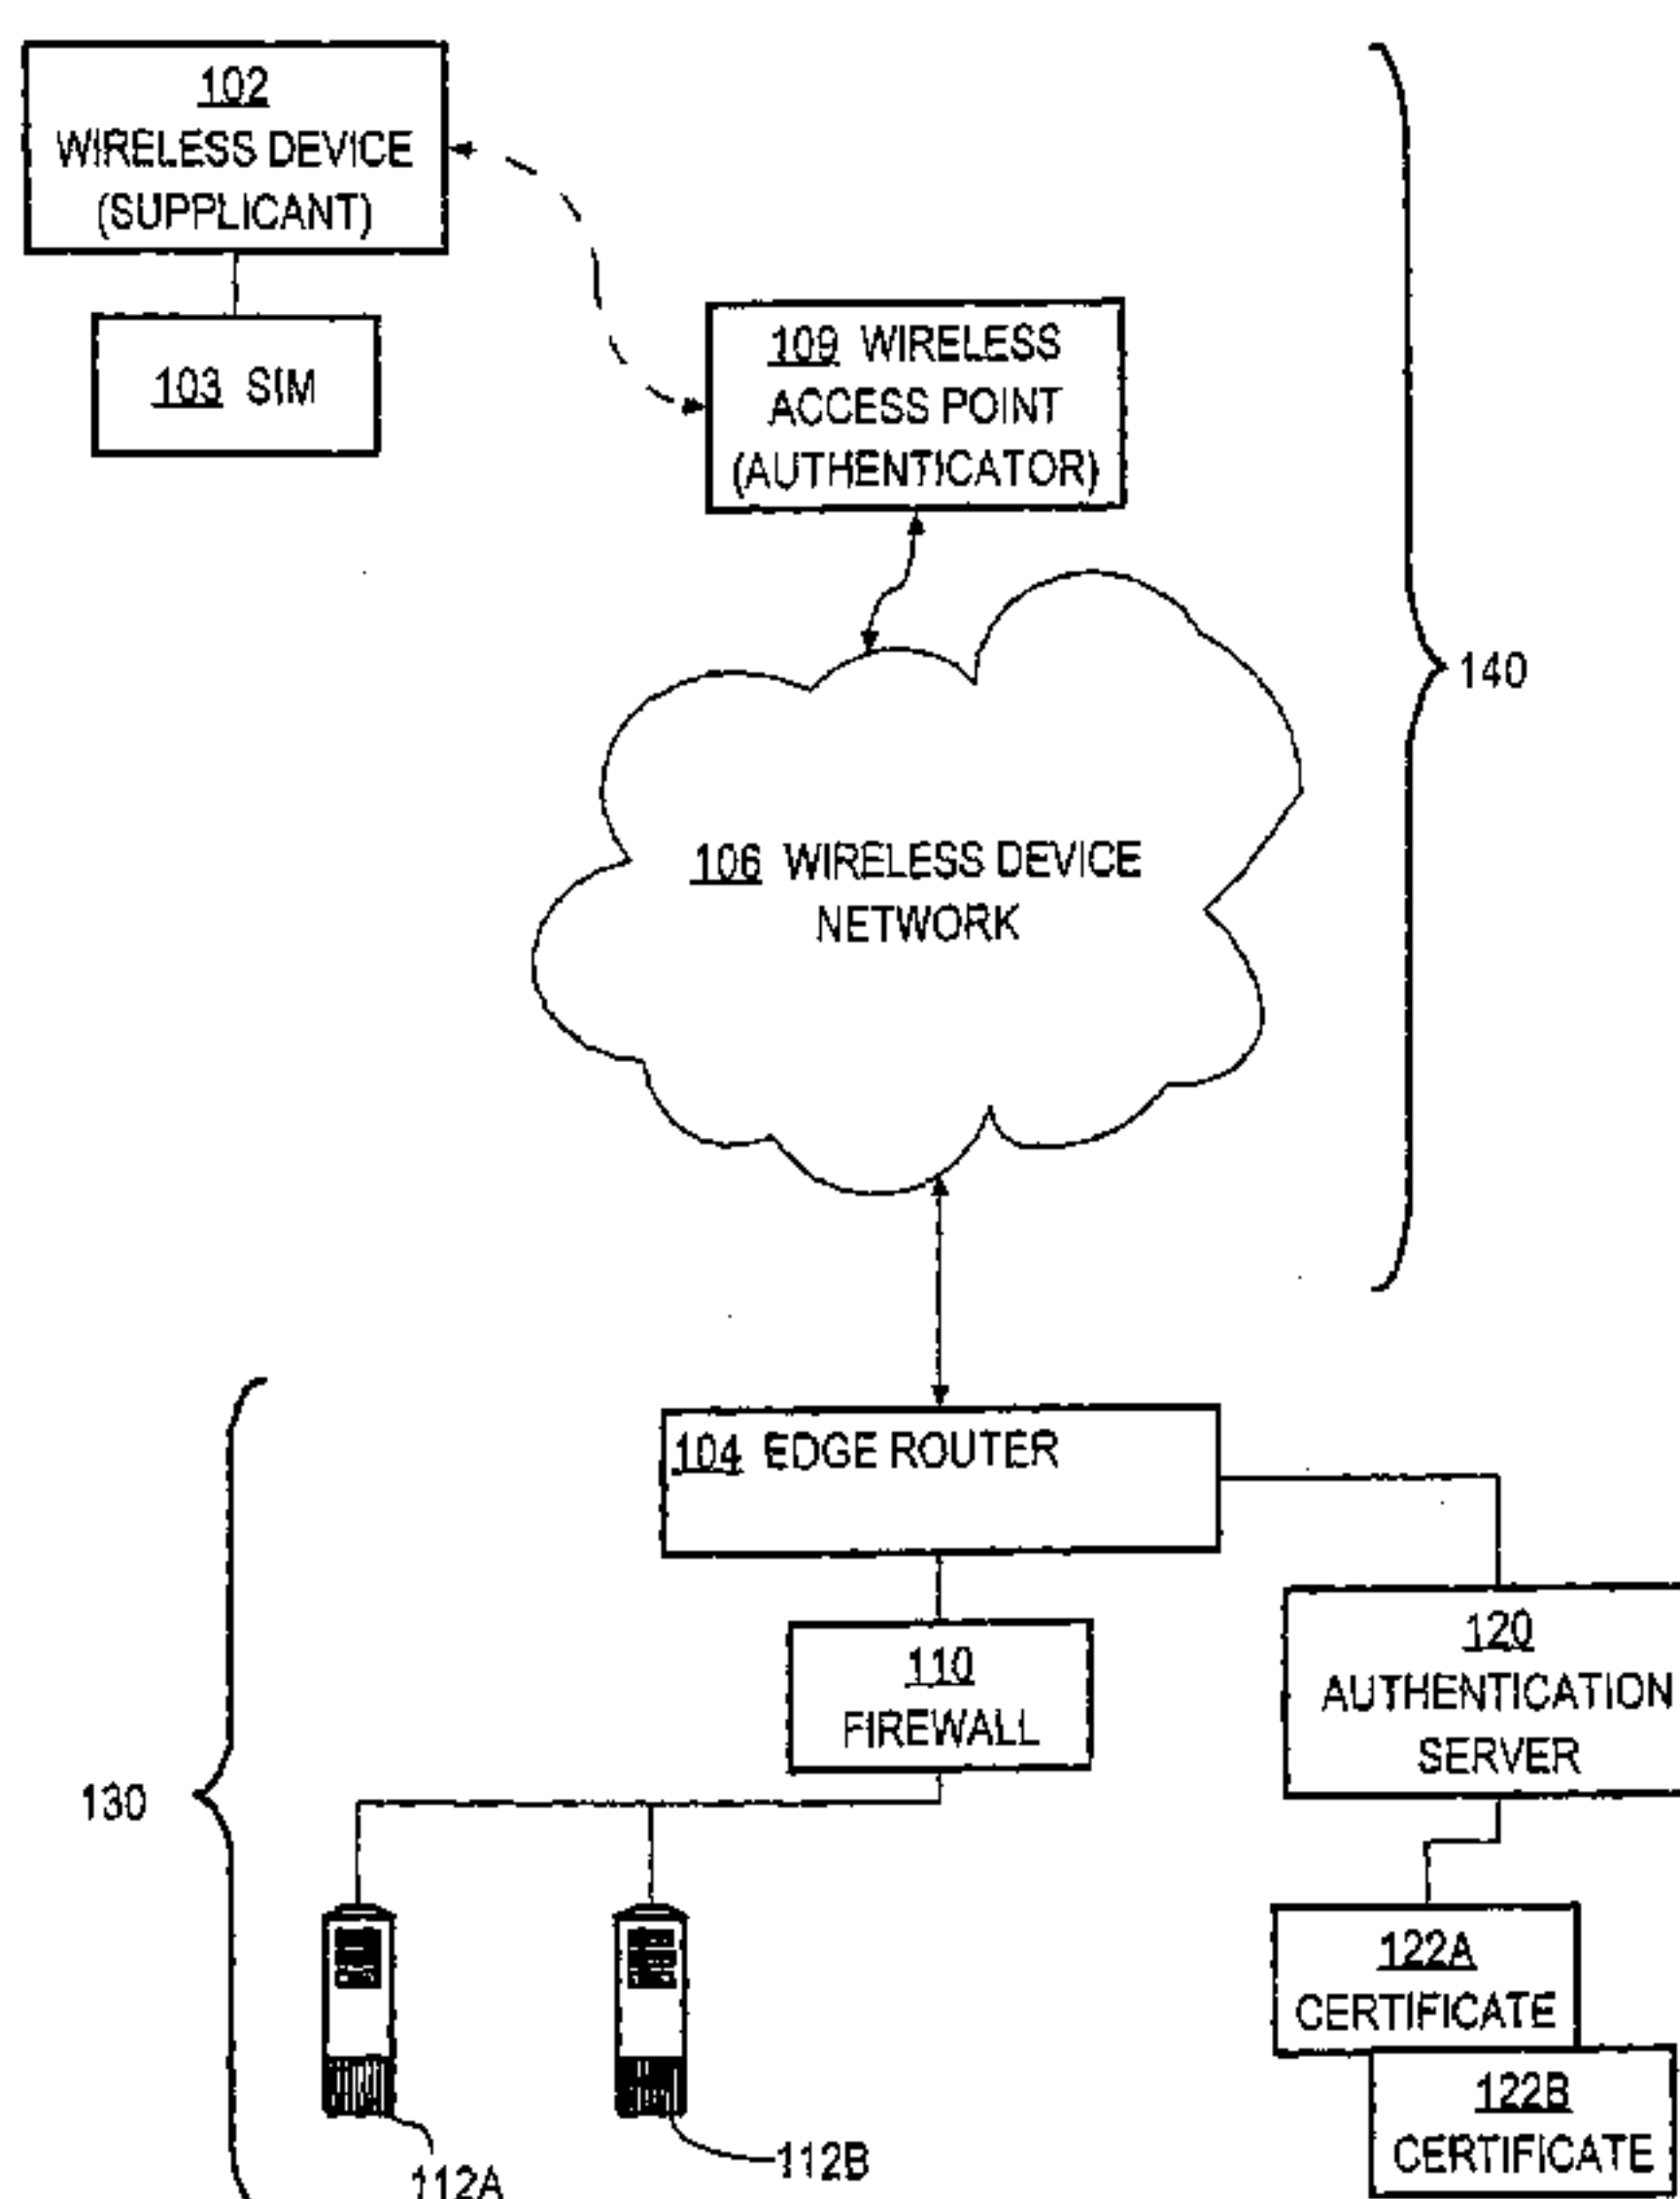 102
WIRELESS DEVICE
(SUPPLICANT)
103 SIM
109 WIRELESS
ACCESS POINT
(AUTHENTICATOR)
140
106 WIRELESS DEVICE
NETWORK
104 EDGE ROUTER
110
FIREWALL
120
AUTHENTICATION
SERVER
130
122A
CERTIFICATE
122B
CERTIFICATE
112A
112B